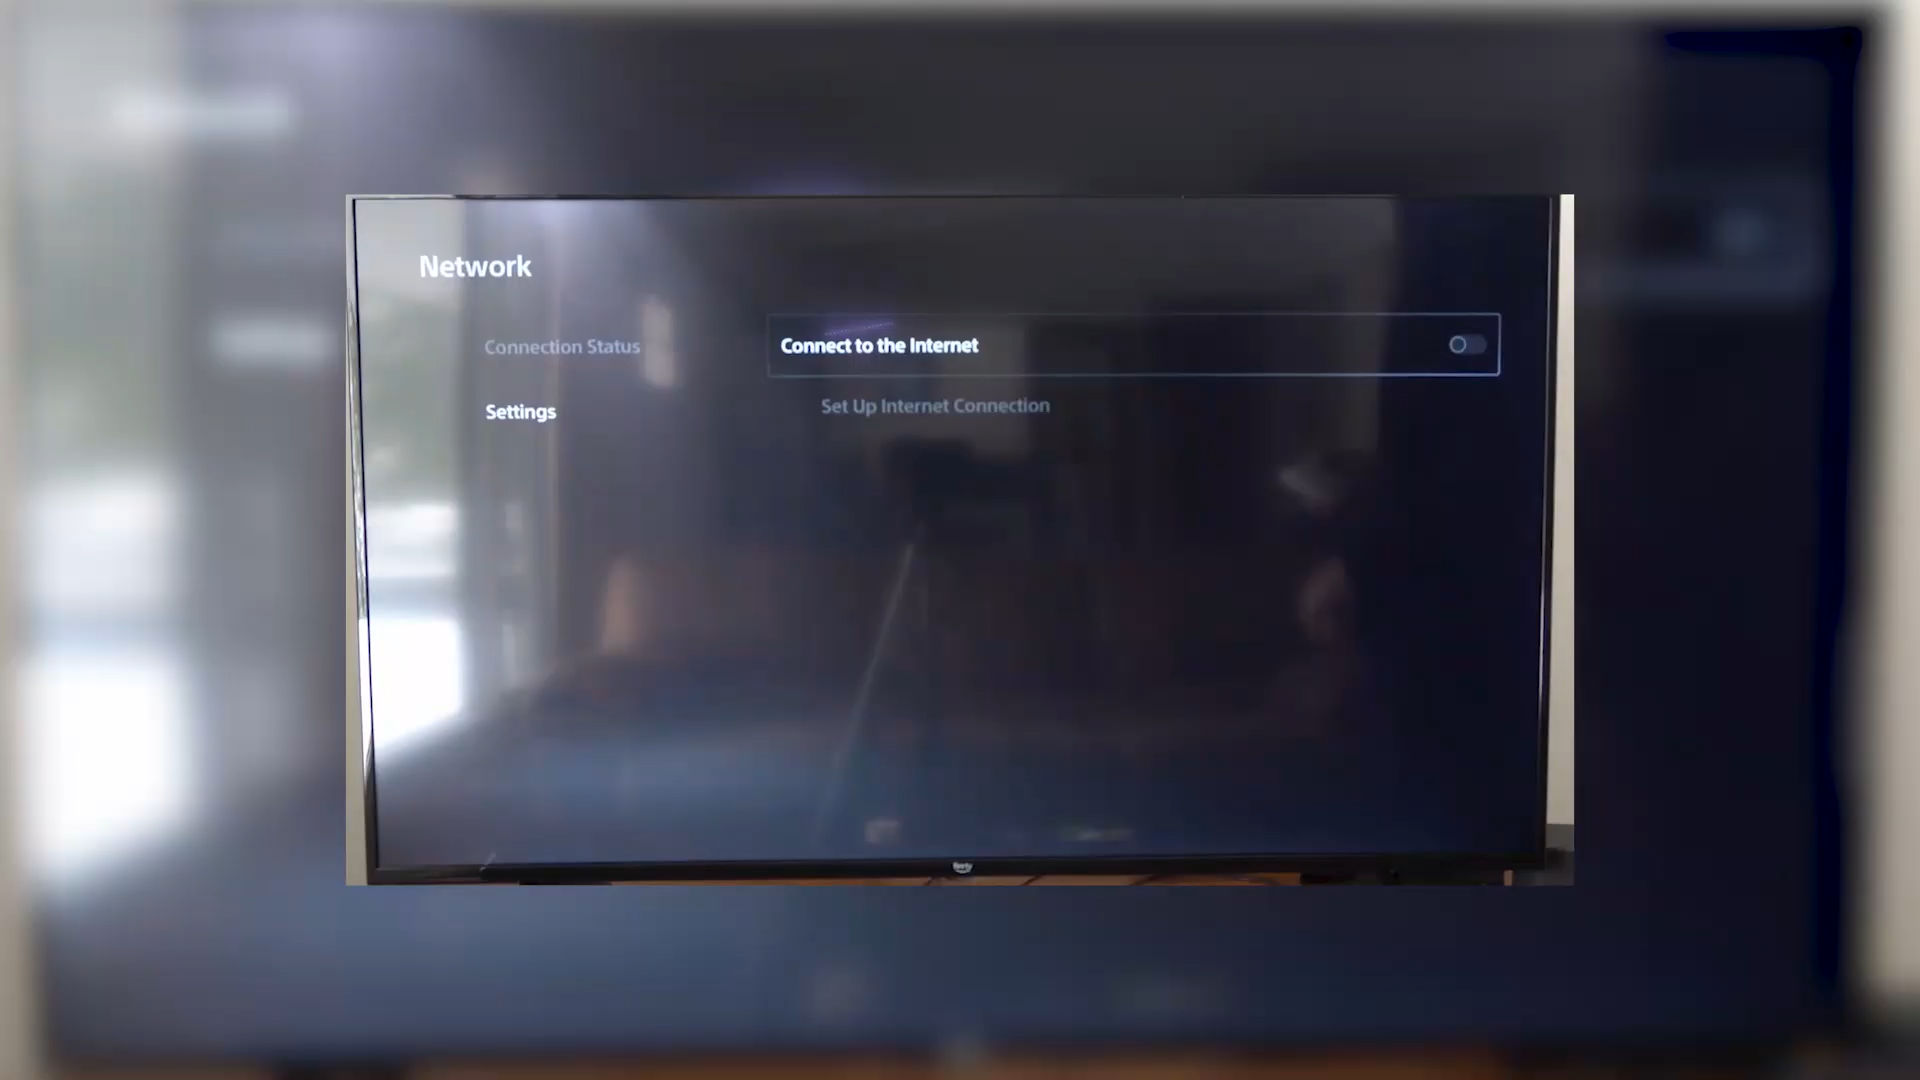 Network
Connection Status
Connect to the Internet
Settings
Set Up Internet Connection